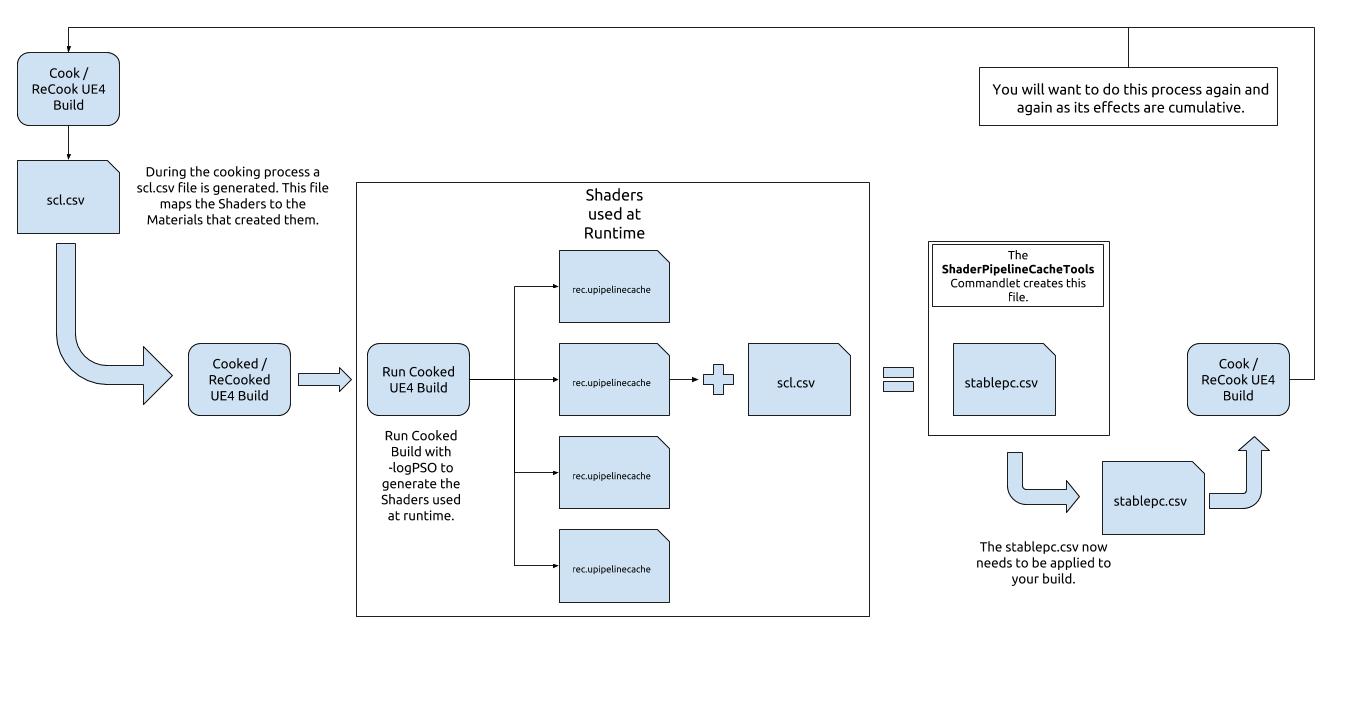 Cook /
ReCook UE4
Build
You will want to do this process again and
again as its effects are cumulative.
scl.csv
During the cooking process a
scl.csv file is generated. This file
maps the Shaders to the
Materials that created them.
Cooked /
ReCooked
UE4 Build
Shaders
used at
Runtime
Run Cooked
UE4 Build
Run Cooked
Build with
-logPSO to
generate the
Shaders used
at runtime.
rec.upipelinecache
rec.upipelinecache
rec.upipelinecache
rec.upipelinecache
scl.csv
The
ShaderPipelineCacheTools
Commandlet creates this
file.
stablepc.csv
The stablepc.csv now
needs to be applied to
your build.
stablepc.csv
Cook /
ReCook UE4
Build